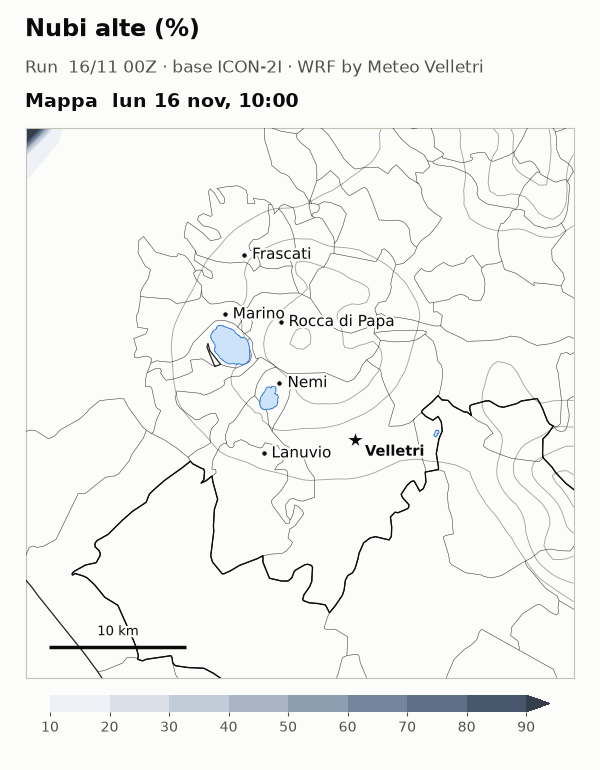 Nubi alte (%)
Run 16/11 00Z · base ICON-2I · WRF by Meteo Velletri
Mappa lun 16 nov, 10:00
Frascati
Marino
Rocca di Papa
Nemi
Velletri
Lanuvio
10 km
10 20 30 40 50 60 70 80 90